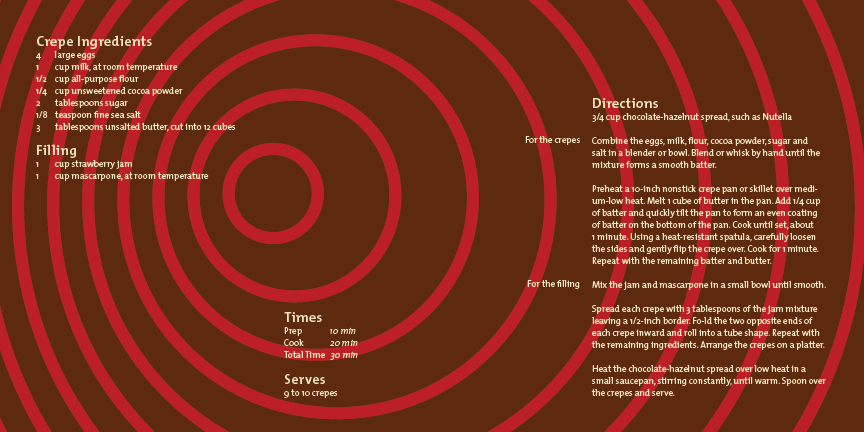 Crepe Ingredients
4 large eggs
1 cup milk, at room temperature
1/2 cup all-purpose flour
1/4 cup unsweetened cocoa powder
2 tablespoons sugar
1/8 teaspoon fine sea salt
3 tablespoons unsalted butter, cut into 12 cubes
Filling
1 cup strawberry jam
1 cup mascarpone, at room temperature
Times
Prep 10 min
Cook 20 min
Total Time 30 min
Serves
9 to 10 crepes
Directions
3/4 cup chocolate-hazelnut spread, such as Nutella
For the crepes
Combine the eggs, milk, flour, cocoa powder, sugar and
salt in a blender or bowl. Blend or whisk by hand until the
mixture forms a smooth batter.
Preheat a 10-inch nonstick crepe pan or skillet over medi-
um-low heat. Melt 1 cube of butter in the pan. Add 1/4 cup
of batter and quickly tilt the pan to form an even coating
of batter on the bottom of the pan. Cook until set, about
1 minute. Using a heat-resistant spatula, carefully loosen
the sides and gently flip the crepe over. Cook for 1 minute.
Repeat with the remaining batter and butter.
For the filling
Mix the jam and mascarpone in a small bowl until smooth.
Spread each crepe with 3 tablespoons of the jam mixture
leaving a 1/2-inch border. Fo-ld the two opposite ends of
each crepe inward and roll into a tube shape. Repeat with
the remaining ingredients. Arrange the crepes on a platter.
Heat the chocolate-hazelnut spread over low heat in a
small saucepan, stirring constantly, until warm. Spoon over
the crepes and serve.